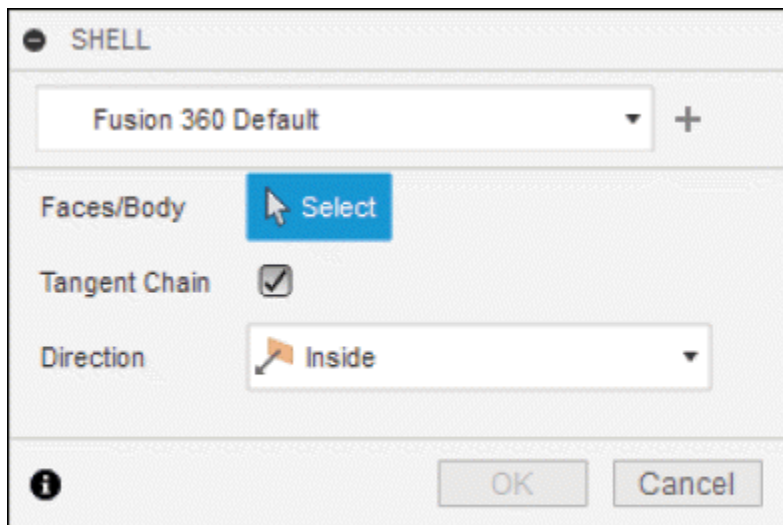 SHELL
Fusion 360 Default
Faces/Body Select
Tangent Chain
Direction Inside
OK Cancel